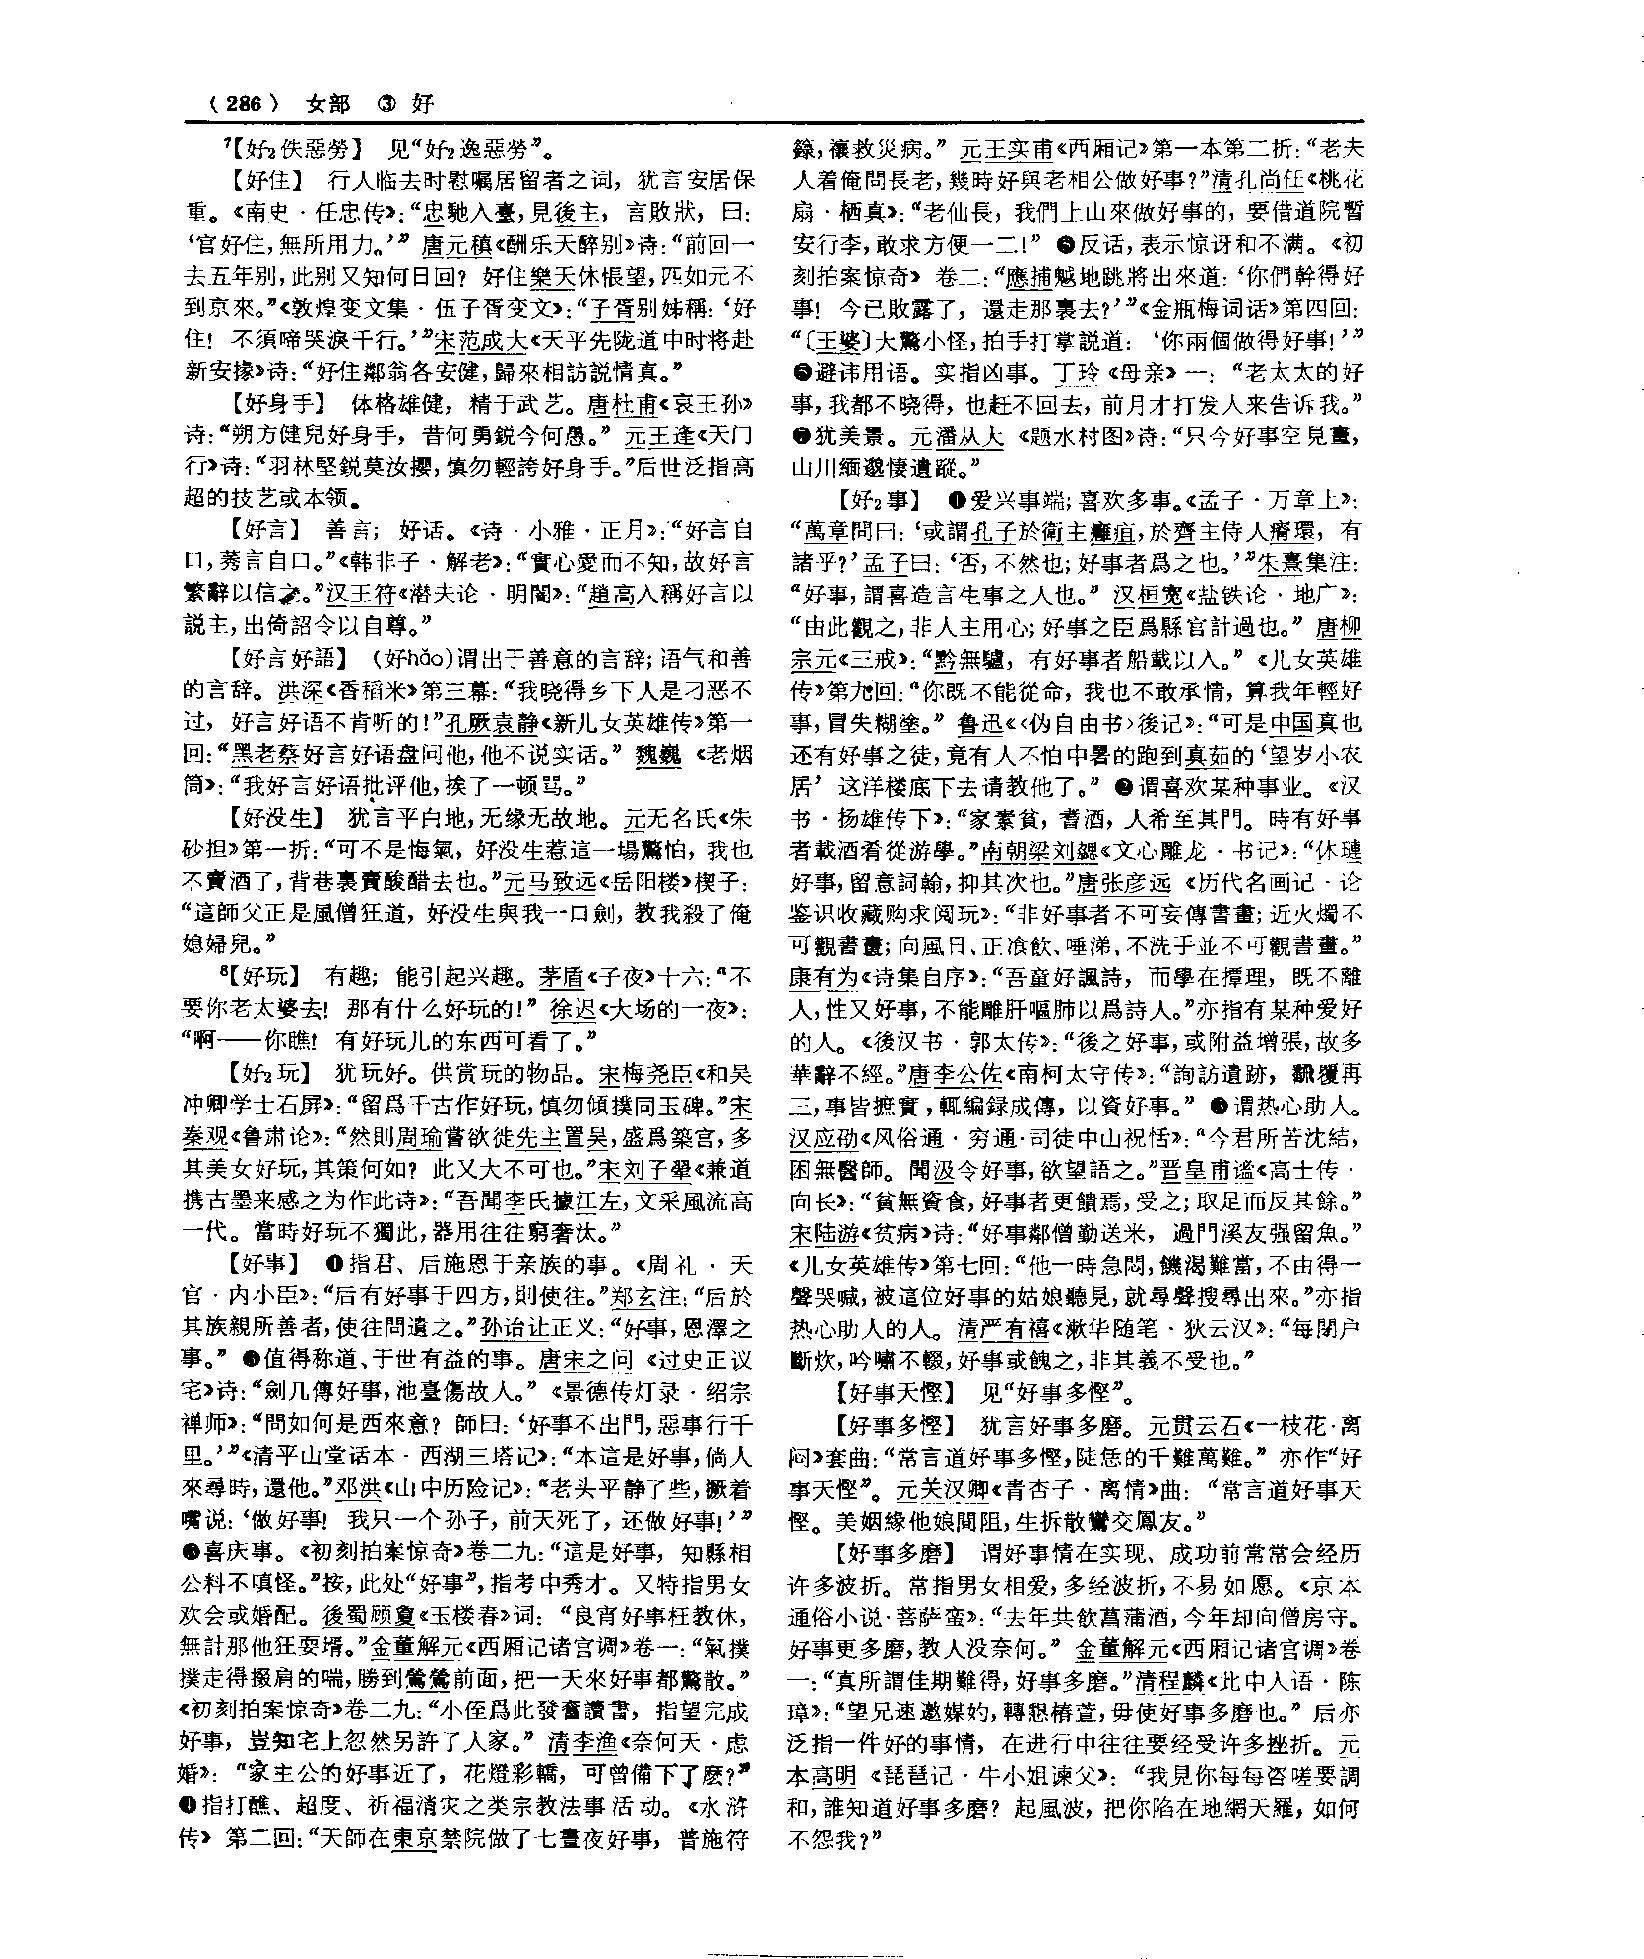 （286） 女部 ③ 好
⁷【好₂佚惡勞】 见“好₂逸惡勞”。
【好住】 行人临去时慰嘱居留者之词，犹言安居保
重。《南史·任忠传》：“忠馳入臺，見後主，言敗狀，曰：
‘官好住，無所用力。’” 唐元稹《酬乐天醉别》诗：“前回一
去五年别，此别又知何日回？好住樂天休悵望，匹如元不
到京來。”《敦煌变文集·伍子胥变文》：“子胥别姊稱：‘好
住！不須啼哭淚千行。’”宋范成大《天平先陇道中时将赴
新安掾》诗：“好住鄰翁各安健，歸來相訪説情真。”
【好身手】 体格雄健，精于武艺。唐杜甫《哀王孙》
诗：“朔方健兒好身手，昔何勇鋭今何愚。” 元王逢《天门
行》诗：“羽林堅鋭莫汝攖，慎勿輕誇好身手。”后世泛指高
超的技艺或本领。
【好言】 善言；好话。《诗·小雅·正月》：“好言自
口，莠言自口。”《韩非子·解老》：“實心愛而不知，故好言
繁辭以信之。”汉王符《潜夫论·明闇》：“趙高入稱好言以
説主，出倚詔令以自尊。”
【好言好語】 （好hǎo）谓出于善意的言辞；语气和善
的言辞。洪深《香稻米》第三幕：“我晓得乡下人是刁恶不
过，好言好语不肯听的！”孔厥袁静《新儿女英雄传》第一
回：“黑老蔡好言好语盘问他，他不说实话。” 魏巍《老烟
筒》：“我好言好语批评他，挨了一顿骂。”
【好没生】 犹言平白地，无缘无故地。元无名氏《朱
砂担》第一折：“可不是悔氣，好没生惹這一場驚怕，我也
不賣酒了，背巷裏賣酸醋去也。”元马致远《岳阳楼》楔子：
“這師父正是風僧狂道，好没生與我一口劍，教我殺了俺
媳婦兒。”
⁸【好玩】 有趣；能引起兴趣。茅盾《子夜》十六：“不
要你老太婆去！那有什么好玩的！” 徐迟《大场的一夜》：
“啊——你瞧！有好玩儿的东西可看了。”
【好₂玩】 犹玩好。供赏玩的物品。宋梅尧臣《和吴
冲卿学士石屏》：“留爲千古作好玩，慎勿傾撲同玉碑。”宋
秦观《鲁肃论》：“然則周瑜嘗欲徙先主置吴，盛爲築宫，多
其美女好玩，其策何如？此又大不可也。”宋刘子翬《兼道
携古墨来感之为作此诗》：“吾聞李氏據江左，文采風流高
一代。當時好玩不獨此，器用往往窮奢汰。”
【好事】 ❶指君、后施恩于亲族的事。《周礼·天
官·内小臣》：“后有好事于四方，則使往。”郑玄注：“后於
其族親所善者，使往問遺之。”孙诒让正义：“好事，恩澤之
事。” ❷值得称道、于世有益的事。唐宋之问《过史正议
宅》诗：“劍几傳好事，池臺傷故人。”《景德传灯录·绍宗
禅师》：“問如何是西來意？師曰：‘好事不出門，惡事行千
里。’”《清平山堂话本·西湖三塔记》：“本這是好事，倘人
來尋時，還他。”邓洪《山中历险记》：“老头平静了些，撅着
嘴说：‘做好事！我只一个孙子，前天死了，还做好事！’”
❸喜庆事。《初刻拍案惊奇》卷二九：“這是好事，知縣相
公料不嗔怪。”按，此处“好事”，指考中秀才。又特指男女
欢会或婚配。後蜀顾敻《玉楼春》词：“良宵好事枉教休，
無計那他狂耍壻。”金董解元《西厢记诸宫调》卷一：“氣撲
撲走得掇肩的喘，勝到鶯鶯前面，把一天來好事都驚散。”
《初刻拍案惊奇》卷二九：“小侄爲此發奮讀書，指望完成
好事，豈知宅上忽然另許了人家。” 清李渔《奈何天·虑
婚》：“家主公的好事近了，花燈彩轎，可曾備下了麽？”
❹指打醮、超度、祈福消灾之类宗教法事活动。《水浒
传》第二回：“天師在東京禁院做了七晝夜好事，普施符
籙，禳救災病。” 元王实甫《西厢记》第一本第二折：“老夫
人着俺問長老，幾時好與老相公做好事？”清孔尚任《桃花
扇·栖真》：“老仙長，我們上山來做好事的，要借道院暫
安行李，敢求方便一二！” ❺反话，表示惊讶和不满。《初
刻拍案惊奇》卷二：“應捕魆地跳將出來道：‘你們幹得好
事！今已敗露了，還走那裏去？’”《金瓶梅词话》第四回：
“〔王婆〕大驚小怪，拍手打掌説道：‘你兩個做得好事！’”
❻避讳用语。实指凶事。丁玲《母亲》一：“老太太的好
事，我都不晓得，也赶不回去，前月才打发人来告诉我。”
❼犹美景。元潘从大《题水村图》诗：“只今好事空見畫，
山川緬邈悽遺蹤。”
【好₂事】 ❶爱兴事端；喜欢多事。《孟子·万章上》：
“萬章問曰：‘或謂孔子於衛主癰疽，於齊主侍人瘠環，有
諸乎？’孟子曰：‘否，不然也；好事者爲之也。’”朱熹集注：
“好事，謂喜造言生事之人也。” 汉桓宽《盐铁论·地广》：
“由此觀之，非人主用心；好事之臣爲縣官計過也。” 唐柳
宗元《三戒》：“黔無驢，有好事者船載以入。”《儿女英雄
传》第九回：“你既不能從命，我也不敢承情，算我年輕好
事，冒失糊塗。” 鲁迅《〈伪自由书〉後记》：“可是中国真也
还有好事之徒，竟有人不怕中暑的跑到真茹的‘望岁小农
居’这洋楼底下去请教他了。” ❷谓喜欢某种事业。《汉
书·扬雄传下》：“家素貧，耆酒，人希至其門。時有好事
者載酒肴從游學。”南朝梁刘勰《文心雕龙·书记》：“休璉
好事，留意詞翰，抑其次也。”唐张彦远《历代名画记·论
鉴识收藏购求阅玩》：“非好事者不可妄傳書畫；近火燭不
可觀書畫；向風日、正飡飲、唾涕、不洗手並不可觀書畫。”
康有为《诗集自序》：“吾童好諷詩，而學在撢理，既不離
人，性又好事，不能雕肝嘔肺以爲詩人。”亦指有某种爱好
的人。《後汉书·郭太传》：“後之好事，或附益增張，故多
華辭不經。”唐李公佐《南柯太守传》：“詢訪遺跡，飜覆再
三，事皆摭實，輒編録成傳，以資好事。” ❸谓热心助人。
汉应劭《风俗通·穷通·司徒中山祝恬》：“今君所苦沈結，
困無醫師。聞汲令好事，欲望語之。”晋皇甫谧《高士传·
向长》：“貧無資食，好事者更饋焉，受之；取足而反其餘。”
宋陆游《贫病》诗：“好事鄰僧勤送米，過門溪友强留魚。”
《儿女英雄传》第七回：“他一時急悶，饑渴難當，不由得一
聲哭喊，被這位好事的姑娘聽見，就尋聲搜尋出來。”亦指
热心助人的人。清严有禧《漱华随笔·狄云汉》：“每閉户
斷炊，吟嘯不輟，好事或餽之，非其義不受也。”
【好事天慳】 见“好事多慳”。
【好事多慳】 犹言好事多磨。元贯云石《一枝花·离
闷》套曲：“常言道好事多慳，陡恁的千難萬難。” 亦作“好
事天慳”。元关汉卿《青杏子·离情》曲：“常言道好事天
慳。美姻緣他娘間阻，生拆散鸞交鳳友。”
【好事多磨】 谓好事情在实现、成功前常常会经历
许多波折。常指男女相爱，多经波折，不易如愿。《京本
通俗小说·菩萨蛮》：“去年共飲菖蒲酒，今年却向僧房守。
好事更多磨，教人没奈何。” 金董解元《西厢记诸宫调》卷
一：“真所謂佳期難得，好事多磨。”清程麟《此中人语·陈
璋》：“望兄速邀媒妁，轉懇椿萱，毋使好事多磨也。” 后亦
泛指一件好的事情，在进行中往往要经受许多挫折。元
本高明《琵琶记·牛小姐谏父》：“我見你每每咨嗟要調
和，誰知道好事多磨？起風波，把你陷在地網天羅，如何
不怨我？”